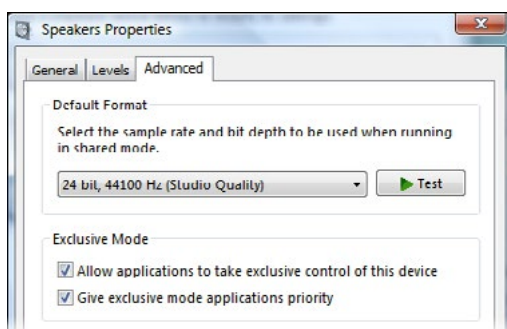 Speakers Properties
General Levels Advanced
Default Format
Select the sample rate and bit depth to be used when running
in shared mode.
24 bit, 44100 Hz (Studio Quality)
Test
Exclusive Mode
Allow applications to take exclusive control of this device
Give exclusive mode applications priority